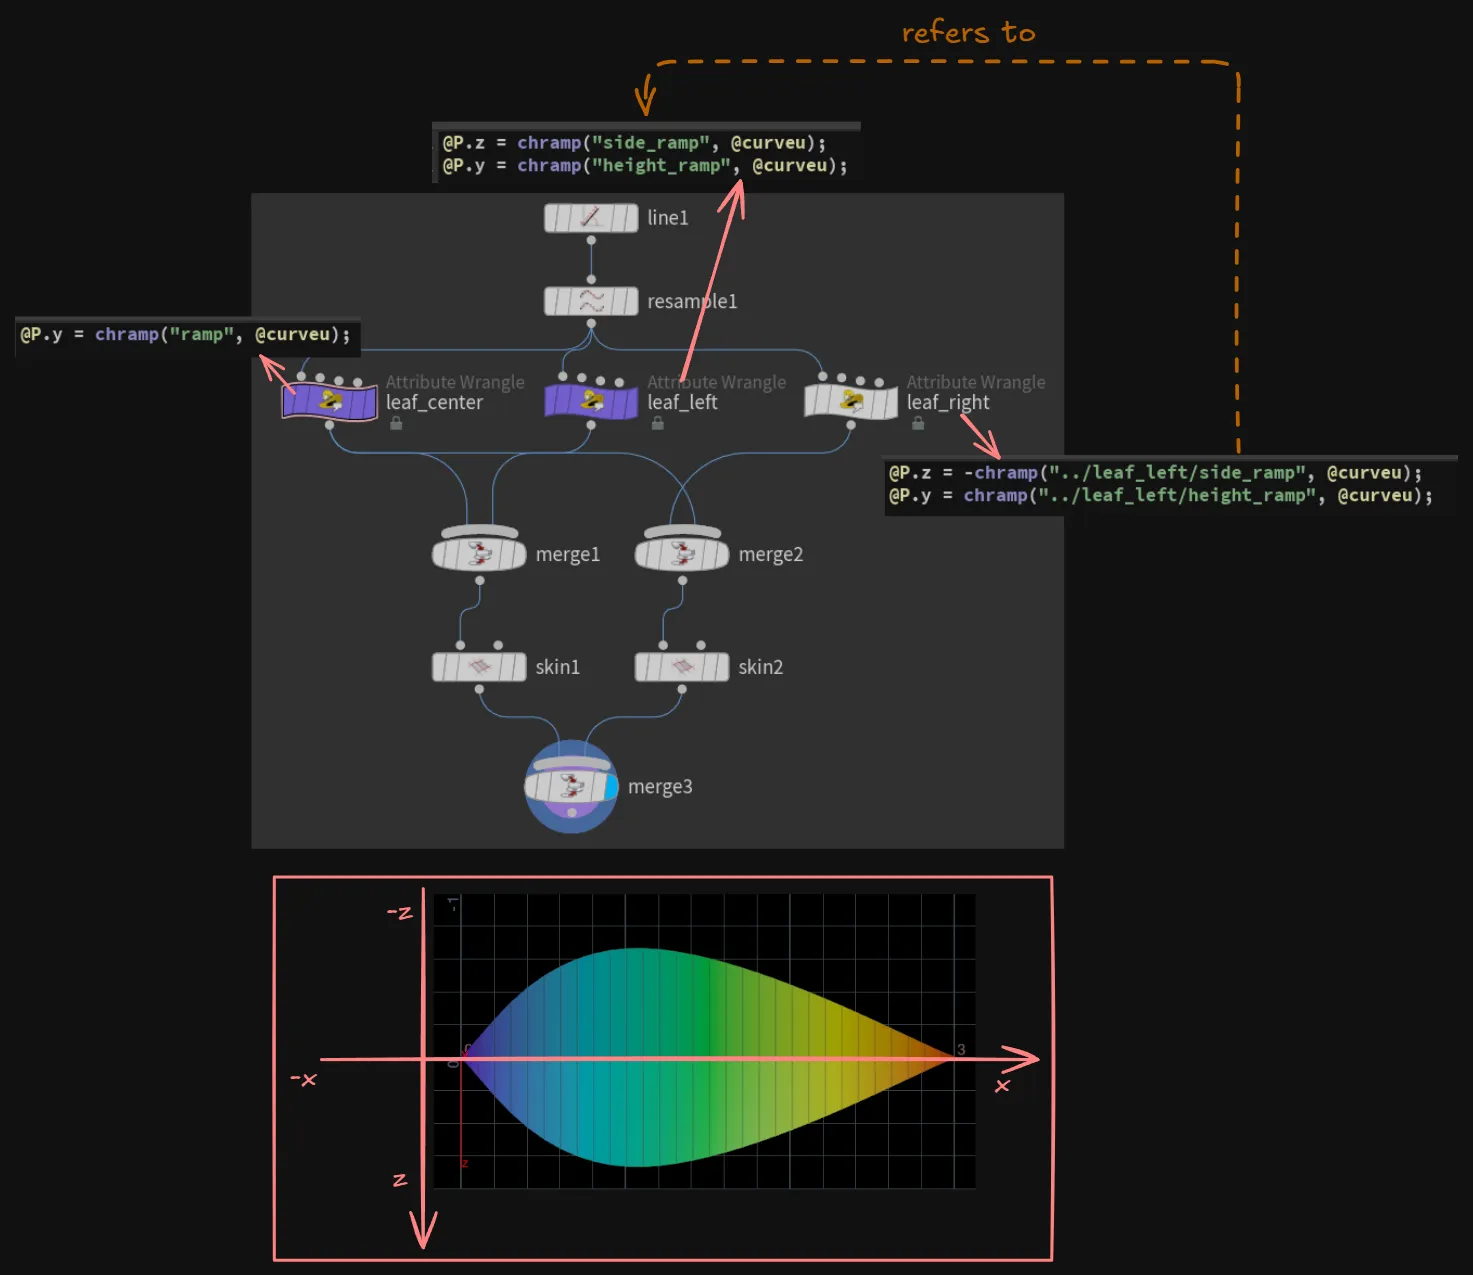 refers to
@P.z = chramp("side_ramp", @curveu);
@P.y = chramp("height_ramp", @curveu);
line1
resample1
@P.y = chramp("ramp", @curveu);
Attribute Wrangle
leaf_center
Attribute Wrangle
leaf_left
Attribute Wrangle
leaf_right
@P.z = -chramp("../leaf_left/side_ramp", @curveu);
@P.y = chramp("../leaf_left/height_ramp", @curveu);
merge1
merge2
skin1
skin2
merge3
-z
-1
0
0
3
-x
x
z
z